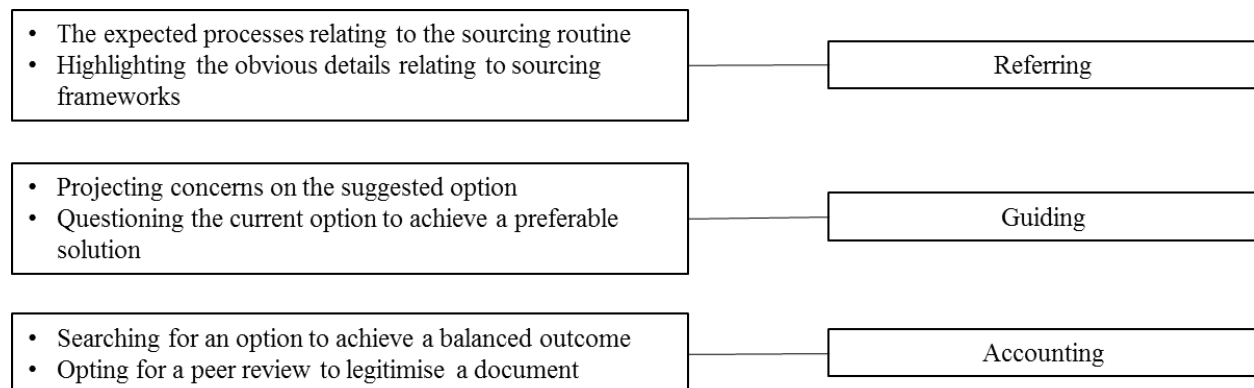 • The expected processes relating to the sourcing routine
• Highlighting the obvious details relating to sourcing
frameworks
Referring
• Projecting concerns on the suggested option
• Questioning the current option to achieve a preferable
solution
Guiding
• Searching for an option to achieve a balanced outcome
• Opting for a peer review to legitimise a document
Accounting